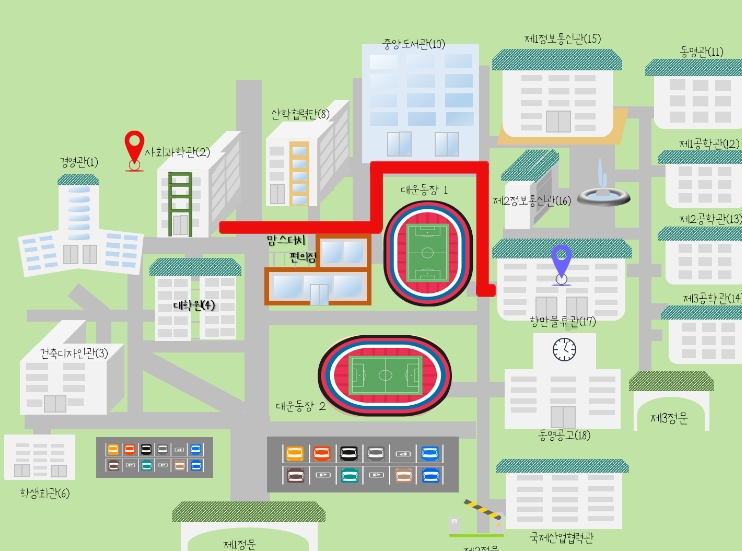 제1정보통신관(15)
중앙도서관(10)
동명관(11)
산학협력단(8)
제1공학관(12)
사회과학관(2)
경영관(1)
대운동장 1
제2정보통신관(16)
제2공학관(13)
맘스터치
편의점
제3공학관(14)
대학원(4)
항만물류관(17)
건축디자인관(3)
대운동장 2
제3정문
동명공고(18)
학생회관(6)
국제산업협력관
제1정문
제2정문